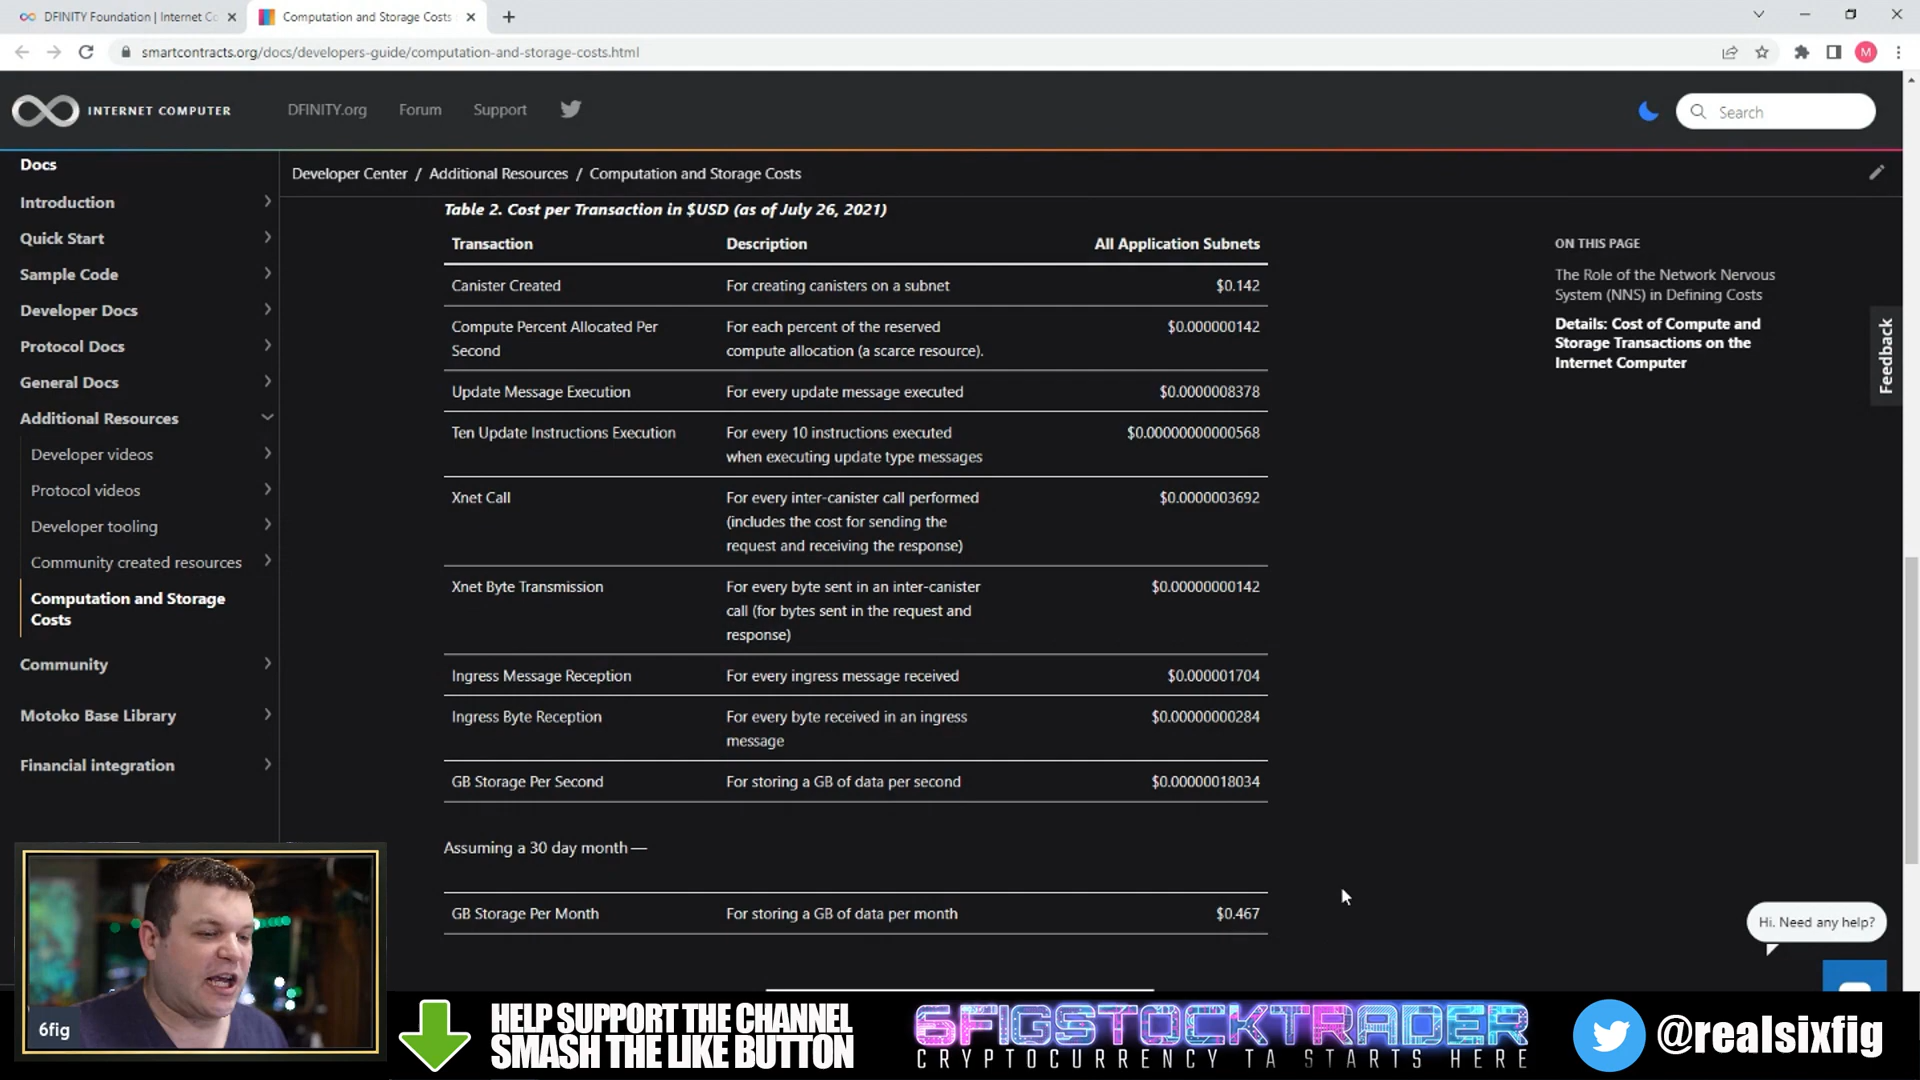 DFINITY Foundation | Internet Co
Computation and Storage Costs
smartcontracts.org/docs/developers-guide/computation-and-storage-costs.html
M
INTERNET COMPUTER
DFINITY.org
Forum
Support
Search
Docs
Introduction
Quick Start
Sample Code
Developer Docs
Protocol Docs
General Docs
Additional Resources
Developer videos
Protocol videos
Developer tooling
Community created resources
Computation and Storage
Costs
Community
Motoko Base Library
Financial integration
Developer Center / Additional Resources / Computation and Storage Costs
Table 2. Cost per Transaction in $USD (as of July 26, 2021)
Transaction Description All Application Subnets
Canister Created For creating canisters on a subnet $0.142
Compute Percent Allocated Per For each percent of the reserved $0.000000142
Second compute allocation (a scarce resource).
Update Message Execution For every update message executed $0.0000008378
Ten Update Instructions Execution For every 10 instructions executed $0.00000000000568
when executing update type messages
Xnet Call For every inter-canister call performed $0.0000003692
(includes the cost for sending the
request and receiving the response)
Xnet Byte Transmission For every byte sent in an inter-canister $0.00000000142
call (for bytes sent in the request and
response)
Ingress Message Reception For every ingress message received $0.000001704
Ingress Byte Reception For every byte received in an ingress $0.00000000284
message
GB Storage Per Second For storing a GB of data per second $0.00000018034
Assuming a 30 day month —
GB Storage Per Month For storing a GB of data per month $0.467
ON THIS PAGE
The Role of the Network Nervous
System (NNS) in Defining Costs
Details: Cost of Compute and
Storage Transactions on the
Internet Computer
Feedback
Hi. Need any help?
6fig
HELP SUPPORT THE CHANNEL
SMASH THE LIKE BUTTON
6FIGSTOCKTRADER
CRYPTOCURRENCY TA STARTS HERE
@realsixfig